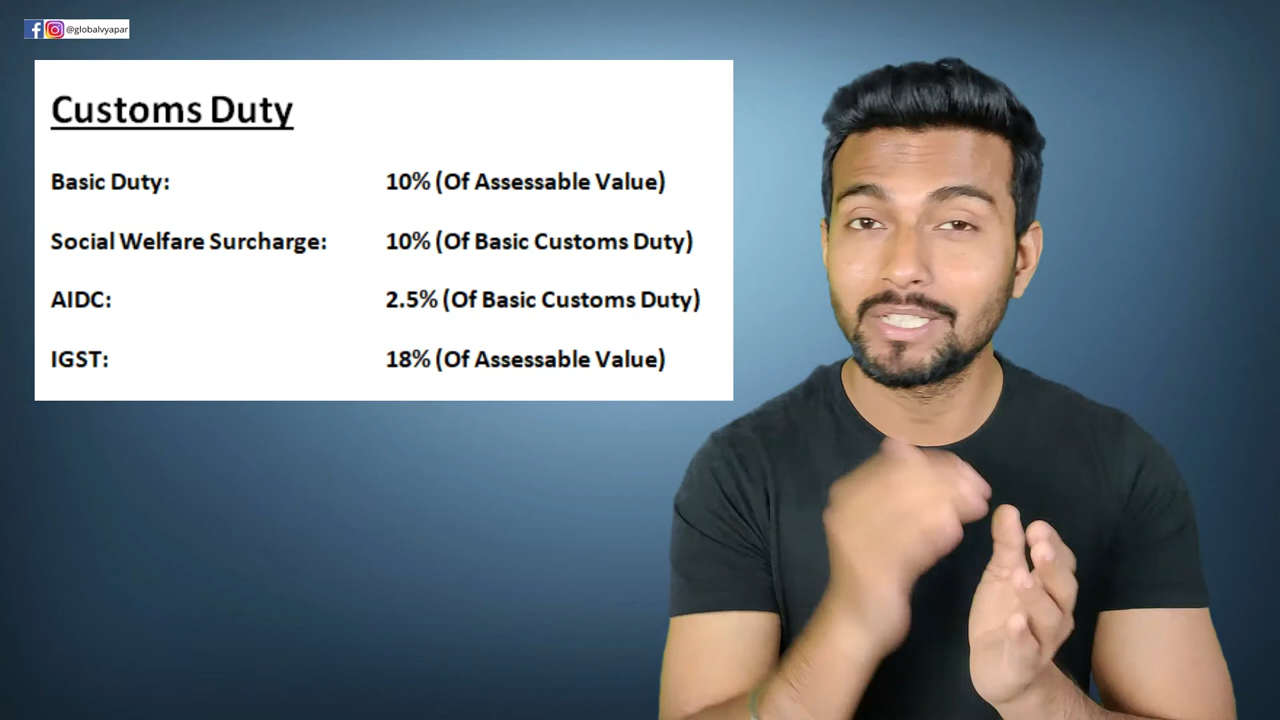 @globalvyapar
Customs Duty
Basic Duty: 10% (Of Assessable Value)
Social Welfare Surcharge: 10% (Of Basic Customs Duty)
AIDC: 2.5% (Of Basic Customs Duty)
IGST: 18% (Of Assessable Value)